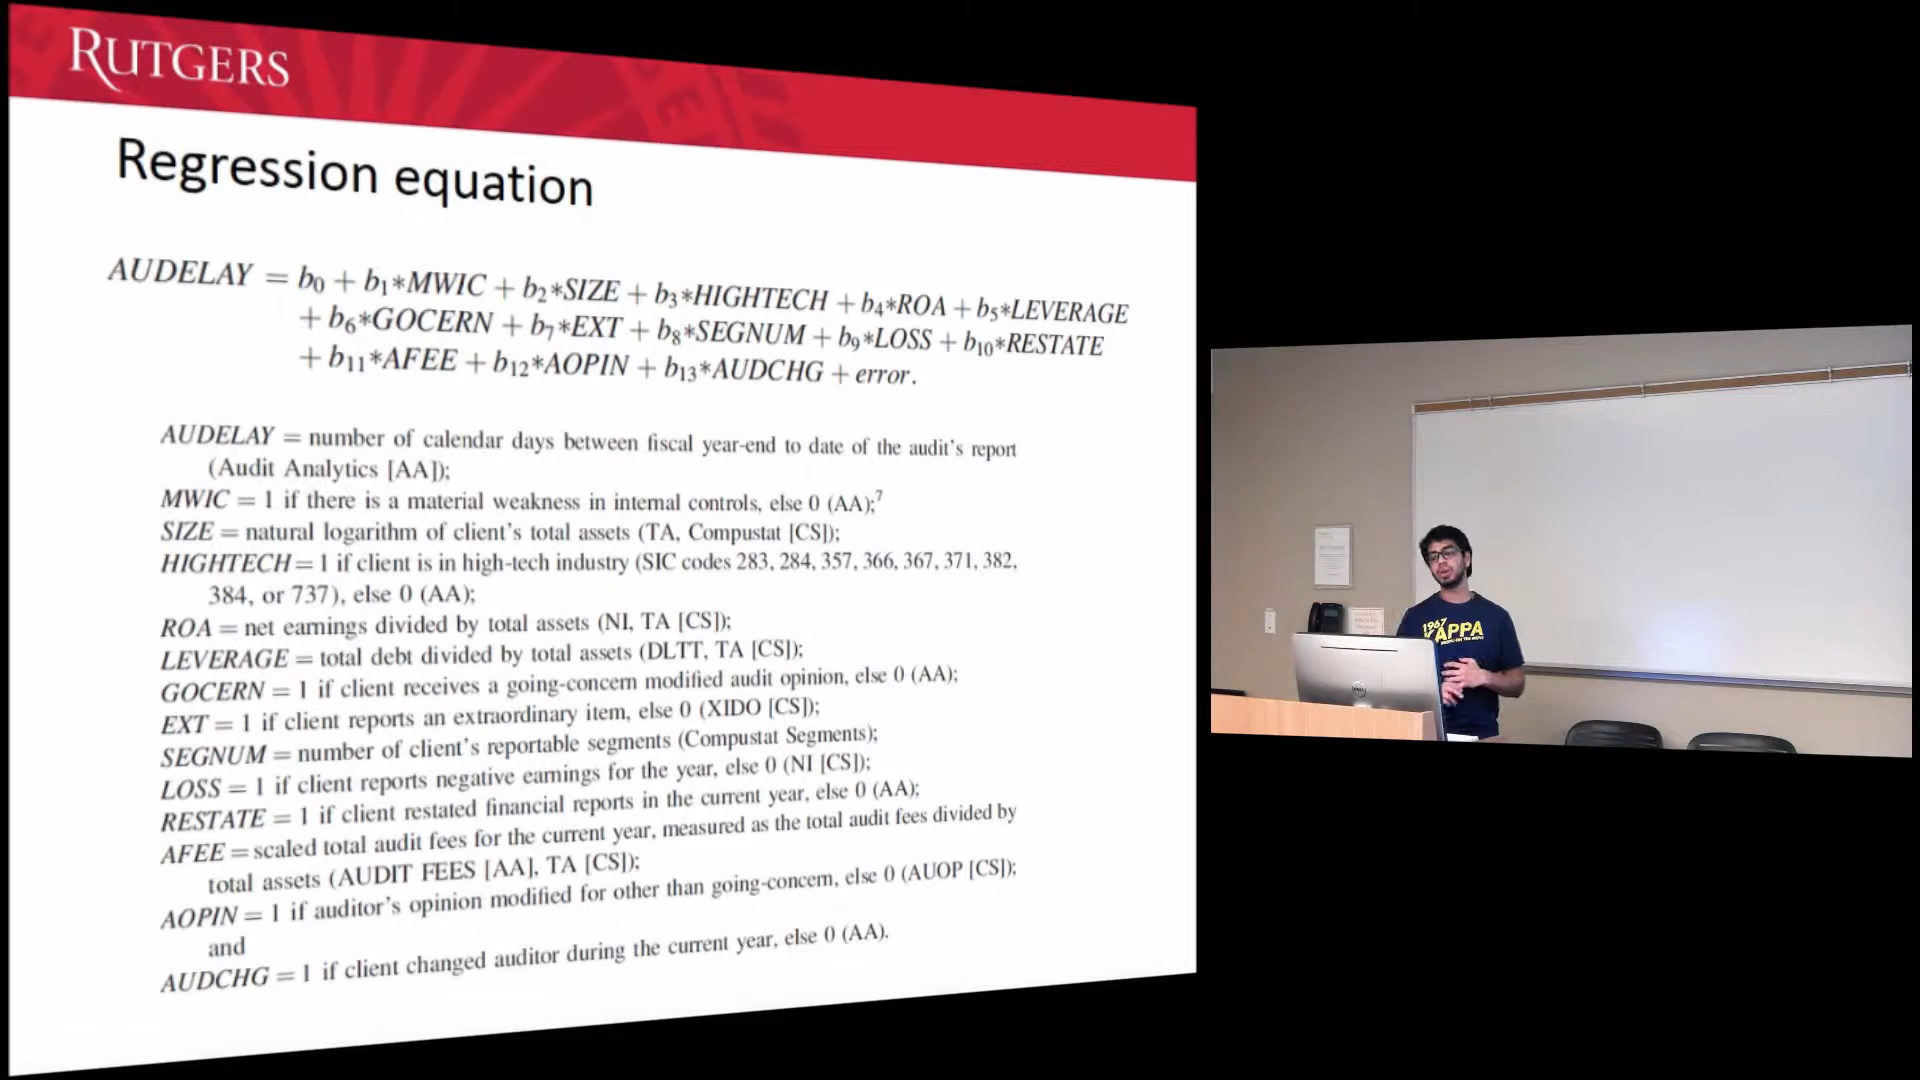 RUTGERS
Regression equation
AUDELAY = b₀ + b₁*MWIC + b₂*SIZE + b₃*HIGHTECH + b₄*ROA + b₅*LEVERAGE
+ b₆*GOCERN + b₇*EXT + b₈*SEGNUM + b₉*LOSS + b₁₀*RESTATE
+ b₁₁*AFEE + b₁₂*AOPIN + b₁₃*AUDCHG + error.
AUDELAY = number of calendar days between fiscal year-end to date of the audit's report
(Audit Analytics [AA]);
MWIC = 1 if there is a material weakness in internal controls, else 0 (AA);⁷
SIZE = natural logarithm of client's total assets (TA, Compustat [CS]);
HIGHTECH = 1 if client is in high-tech industry (SIC codes 283, 284, 357, 366, 367, 371, 382,
384, or 737), else 0 (AA);
ROA = net earnings divided by total assets (NI, TA [CS]);
LEVERAGE = total debt divided by total assets (DLTT, TA [CS]);
GOCERN = 1 if client receives a going-concern modified audit opinion, else 0 (AA);
EXT = 1 if client reports an extraordinary item, else 0 (XIDO [CS]);
SEGNUM = number of client's reportable segments (Compustat Segments);
LOSS = 1 if client reports negative earnings for the year, else 0 (NI [CS]);
RESTATE = 1 if client restated financial reports in the current year, else 0 (AA);
AFEE = scaled total audit fees for the current year, measured as the total audit fees divided by
total assets (AUDIT FEES [AA], TA [CS]);
AOPIN = 1 if auditor's opinion modified for other than going-concern, else 0 (AUOP [CS]);
and
AUDCHG = 1 if client changed auditor during the current year, else 0 (AA).
1967
KAPPA
DELL